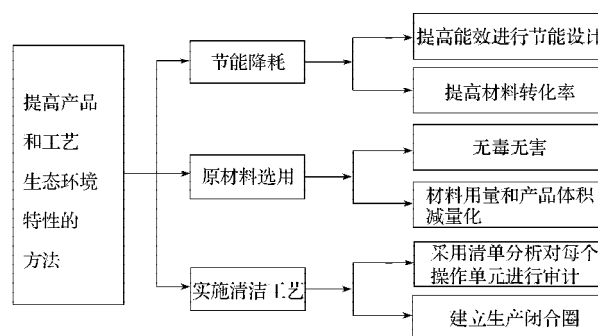 提高产品
和工艺
生态环境
特性的
方法
节能降耗
提高能效进行节能设计
提高材料转化率
原材料选用
无毒无害
材料用量和产品体积
减量化
实施清洁工艺
采用清单分析对每个
操作单元进行审计
建立生产闭合圈